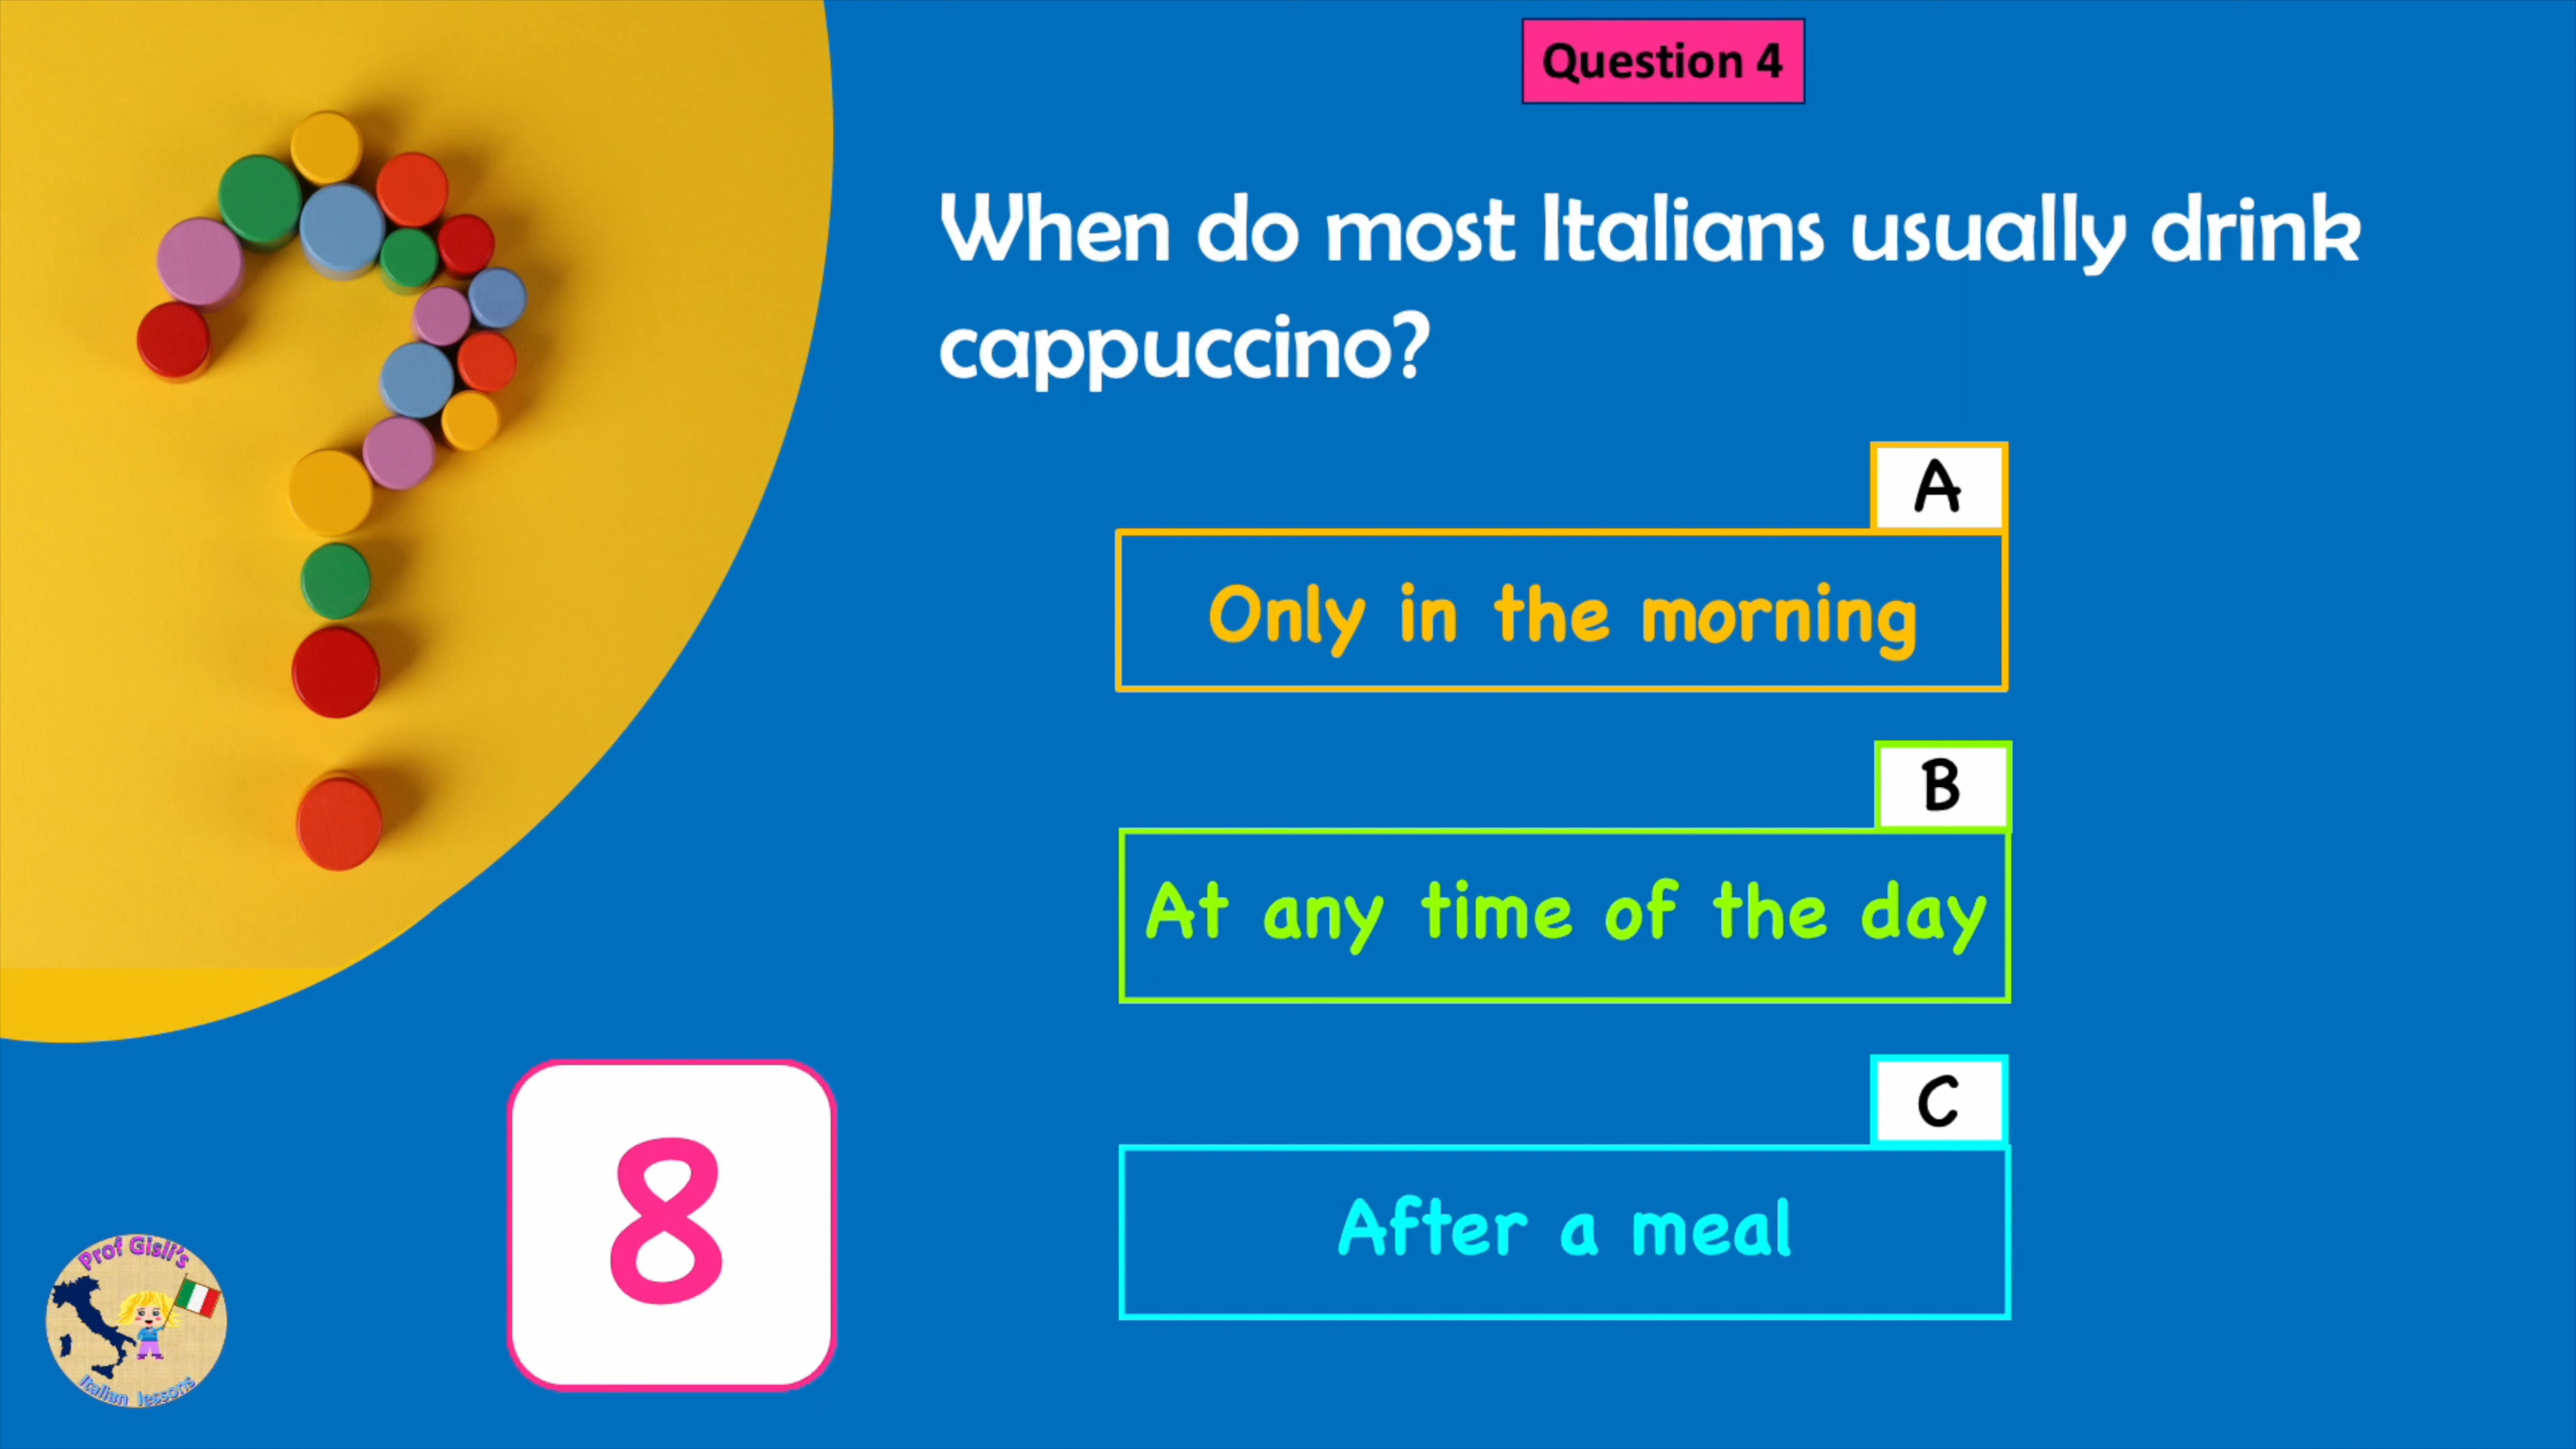 Question 4
When do most Italians usually drink
cappuccino?
A
Only in the morning
B
At any time of the day
C
After a meal
8
Prof Gisli's
Italian lessons